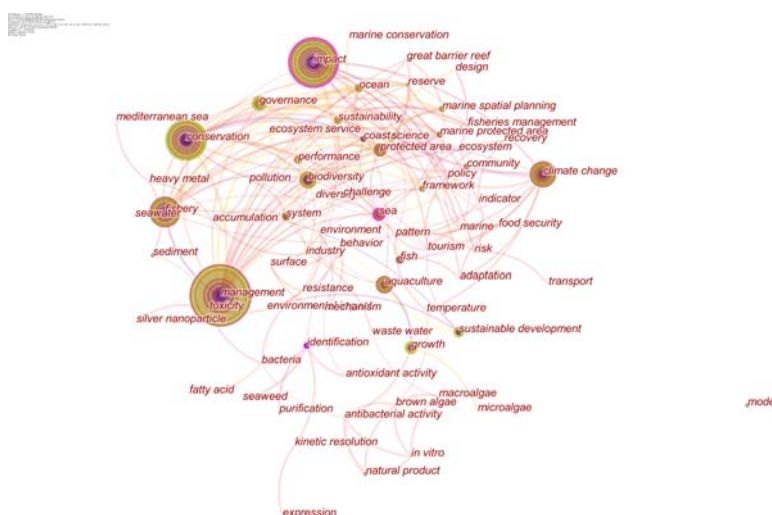 marine conservation
impact
great barrier reef
design
ocean
reserve
governance
marine spatial planning
mediterranean sea
sustainability
fisheries management
ecosystem service
coast
science
marine protected area
conservation
recovery
protected area
ecosystem
performance
community
climate change
heavy metal
pollution
biodiversity
policy
framework
diversity
challenge
indicator
fishery
seawater
accumulation
system
sea
environment
pattern
marine
food security
behavior
sediment
industry
tourism
risk
surface
fish
adaptation
transport
management
resistance
aquaculture
toxicity
mechanism
temperature
silver nanoparticle
waste water
sustainable development
identification
growth
bacteria
antioxidant activity
fatty acid
seaweed
macroalgae
brown algae
purification
antibacterial activity
microalgae
mode
kinetic resolution
in vitro
natural product
expression